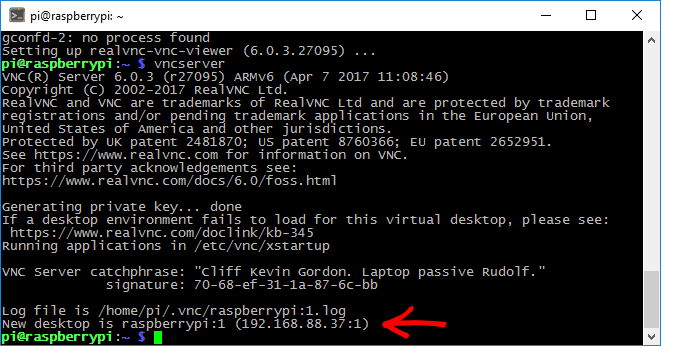 pi@raspberrypi: ~
gconfd-2: no process found
Setting up realvnc-vnc-viewer (6.0.3.27095) ...
pi@raspberrypi:~ $ vncserver
VNC(R) Server 6.0.3 (r27095) ARMv6 (Apr 7 2017 11:08:46)
Copyright (C) 2002-2017 RealVNC Ltd.
RealVNC and VNC are trademarks of RealVNC Ltd and are protected by trademark
registrations and/or pending trademark applications in the European Union,
United States of America and other jurisdictions.
Protected by UK patent 2481870; US patent 8760366; EU patent 2652951.
See https://www.realvnc.com for information on VNC.
For third party acknowledgements see:
https://www.realvnc.com/docs/6.0/foss.html
Generating private key... done
If a desktop environment fails to load for this virtual desktop, please see:
https://www.realvnc.com/doclink/kb-345
Running applications in /etc/vnc/xstartup
VNC Server catchphrase: "Cliff Kevin Gordon. Laptop passive Rudolf."
signature: 70-68-ef-31-1a-87-6c-bb
Log file is /home/pi/.vnc/raspberrypi:1.log
New desktop is raspberrypi:1 (192.168.88.37:1)
pi@raspberrypi:~ $